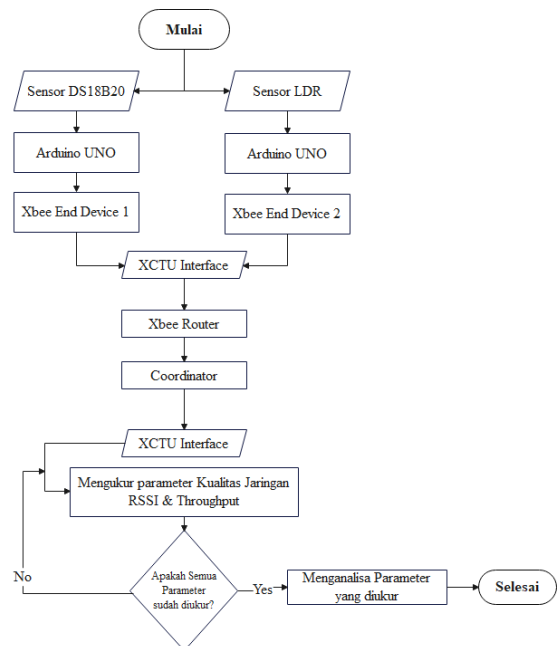 Mulai
Sensor DS18B20
Sensor LDR
Arduino UNO
Arduino UNO
Xbee End Device 1
Xbee End Device 2
XCTU Interface
Xbee Router
Coordinator
XCTU Interface
Mengukur parameter Kualitas Jaringan
RSSI & Throughput
No
Apakah Semua
Parameter
sudah diukur?
Yes
Menganalisa Parameter
yang diukur
Selesai